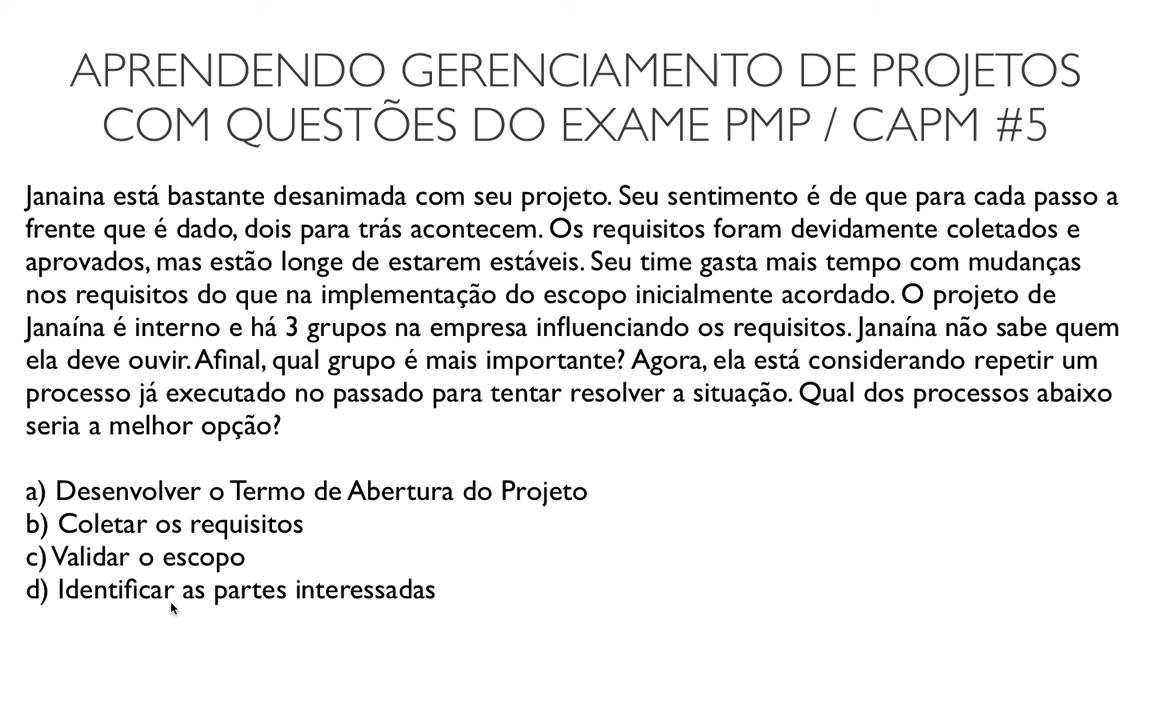 APRENDENDO GERENCIAMENTO DE PROJETOS
COM QUESTÕES DO EXAME PMP / CAPM #5
Janaina está bastante desanimada com seu projeto. Seu sentimento é de que para cada passo a
frente que é dado, dois para trás acontecem. Os requisitos foram devidamente coletados e
aprovados, mas estão longe de estarem estáveis. Seu time gasta mais tempo com mudanças
nos requisitos do que na implementação do escopo inicialmente acordado. O projeto de
Janaína é interno e há 3 grupos na empresa influenciando os requisitos. Janaína não sabe quem
ela deve ouvir. Afinal, qual grupo é mais importante? Agora, ela está considerando repetir um
processo já executado no passado para tentar resolver a situação. Qual dos processos abaixo
seria a melhor opção?
a) Desenvolver o Termo de Abertura do Projeto
b) Coletar os requisitos
c) Validar o escopo
d) Identificar as partes interessadas